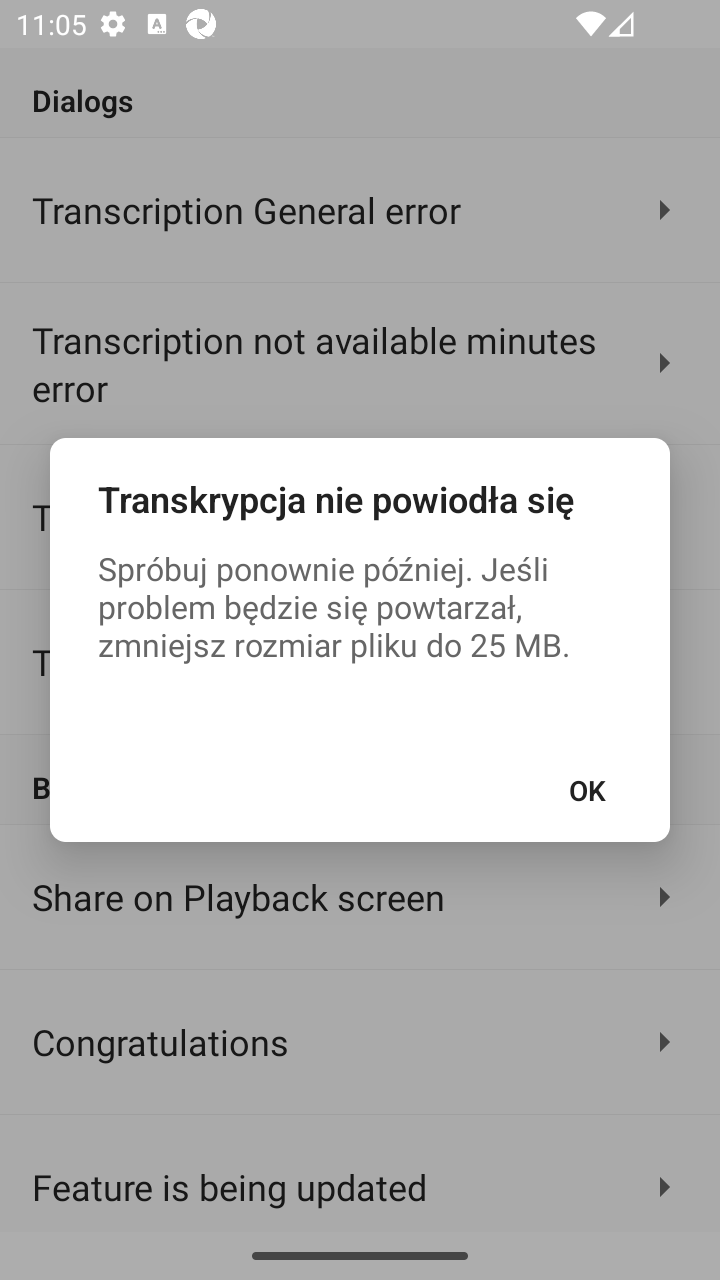 11:05
Dialogs
Transcription General error
Transcription not available minutes
error
T
Transkrypcja nie powiodła się
Spróbuj ponownie później. Jeśli
problem będzie się powtarzał,
zmniejsz rozmiar pliku do 25 MB.
T
B
OK
Share on Playback screen
Congratulations
Feature is being updated